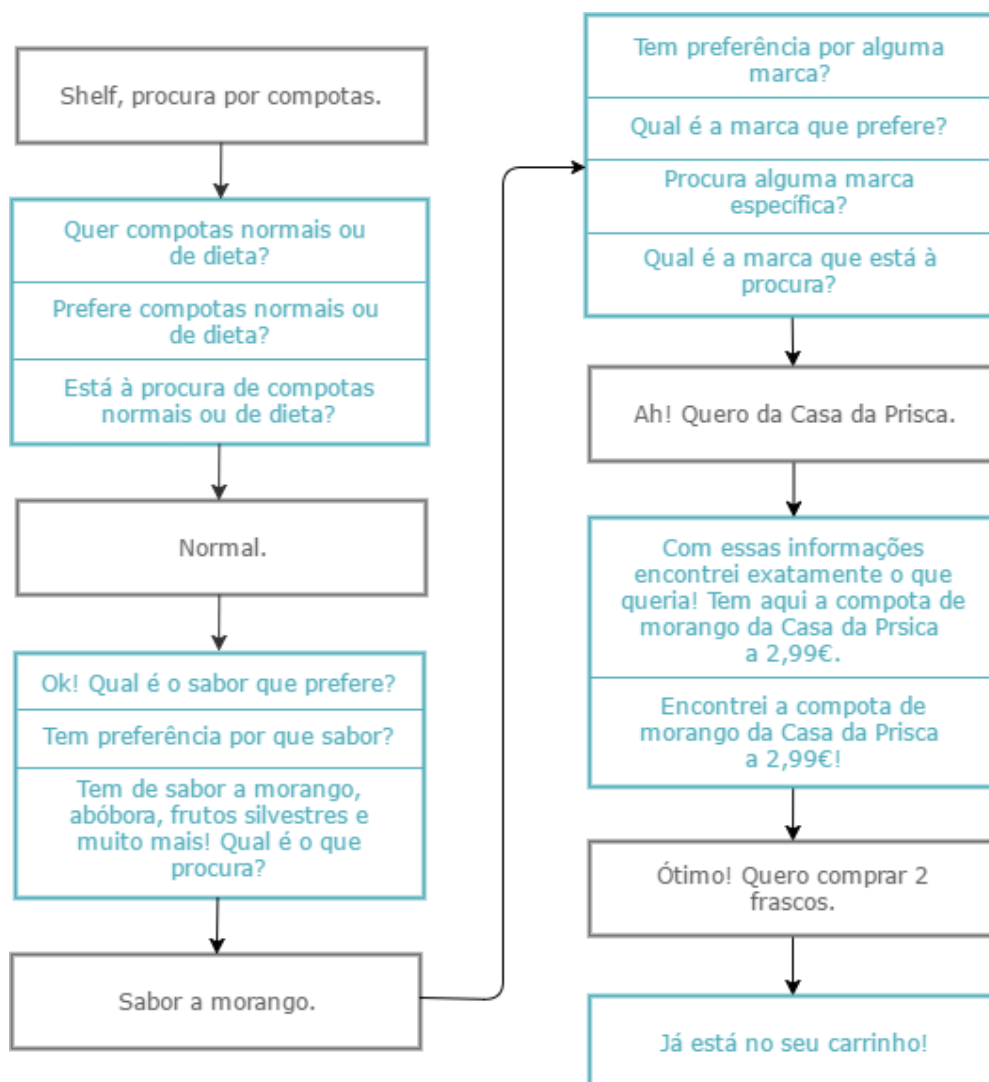 Shelf, procura por compotas.
Quer compotas normais ou
de dieta?
Prefere compotas normais ou
de dieta?
Está à procura de compotas
normais ou de dieta?
Normal.
Ok! Qual é o sabor que prefere?
Tem preferência por que sabor?
Tem de sabor a morango,
abóbora, frutos silvestres e
muito mais! Qual é o que
procura?
Sabor a morango.
Tem preferência por alguma
marca?
Qual é a marca que prefere?
Procura alguma marca
específica?
Qual é a marca que está à
procura?
Ah! Quero da Casa da Prisca.
Com essas informações
encontrei exatamente o que
queria! Tem aqui a compota de
morango da Casa da Prsica
a 2,99€.
Encontrei a compota de
morango da Casa da Prisca
a 2,99€!
Ótimo! Quero comprar 2
frascos.
Já está no seu carrinho!